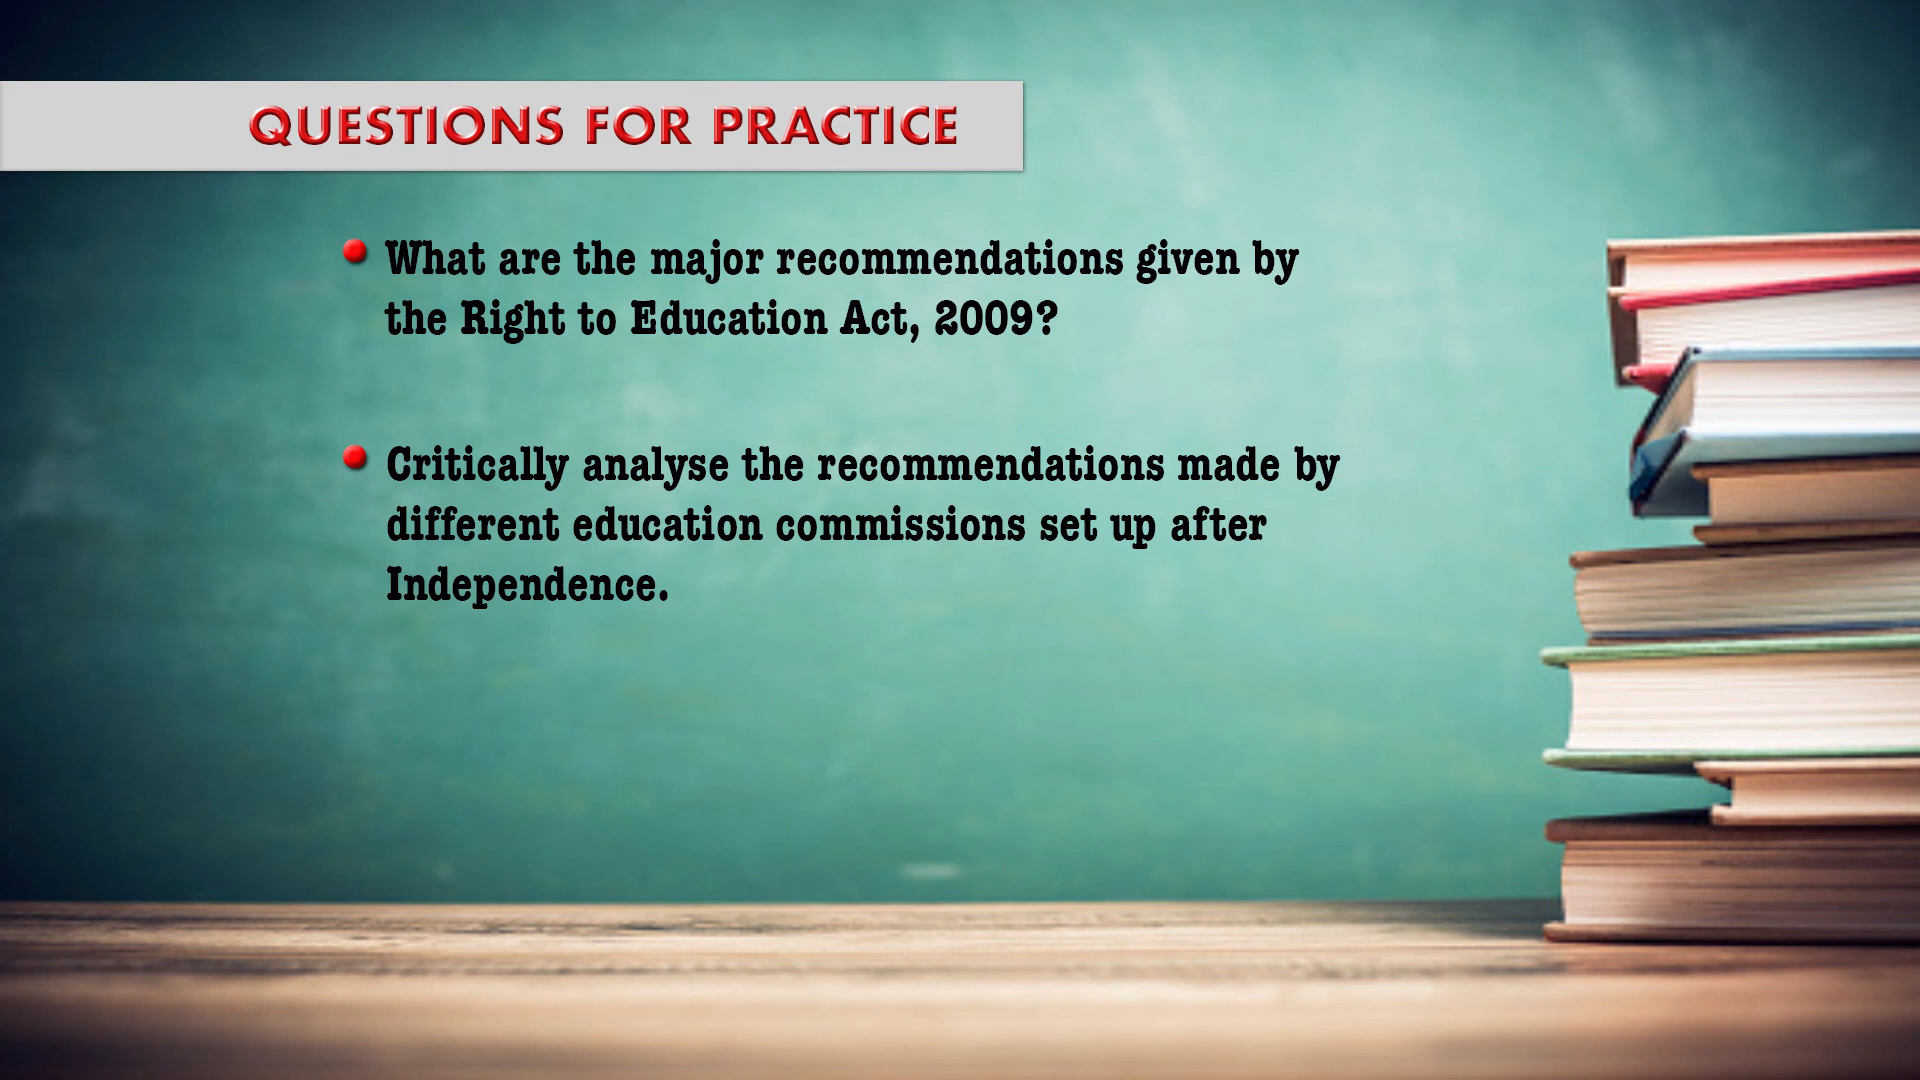 QUESTIONS FOR PRACTICE
What are the major recommendations given by
the Right to Education Act, 2009?
Critically analyse the recommendations made by
different education commissions set up after
Independence.